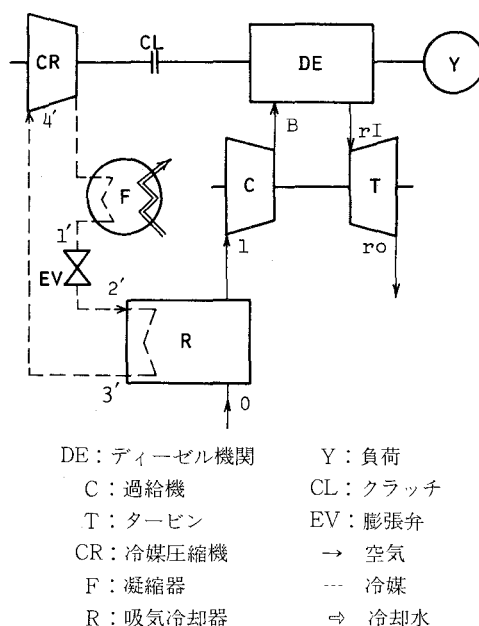 CL
CR
DE
Y
4'
B
rI
F
C
T
1'
1
ro
EV
2'
R
3'
0
DE：ディーゼル機関 Y：負荷
C：過給機 CL：クラッチ
T：タービン EV：膨張弁
CR：冷媒圧縮機 → 空気
F：凝縮器 --- 冷媒
R：吸気冷却器 ⇨ 冷却水